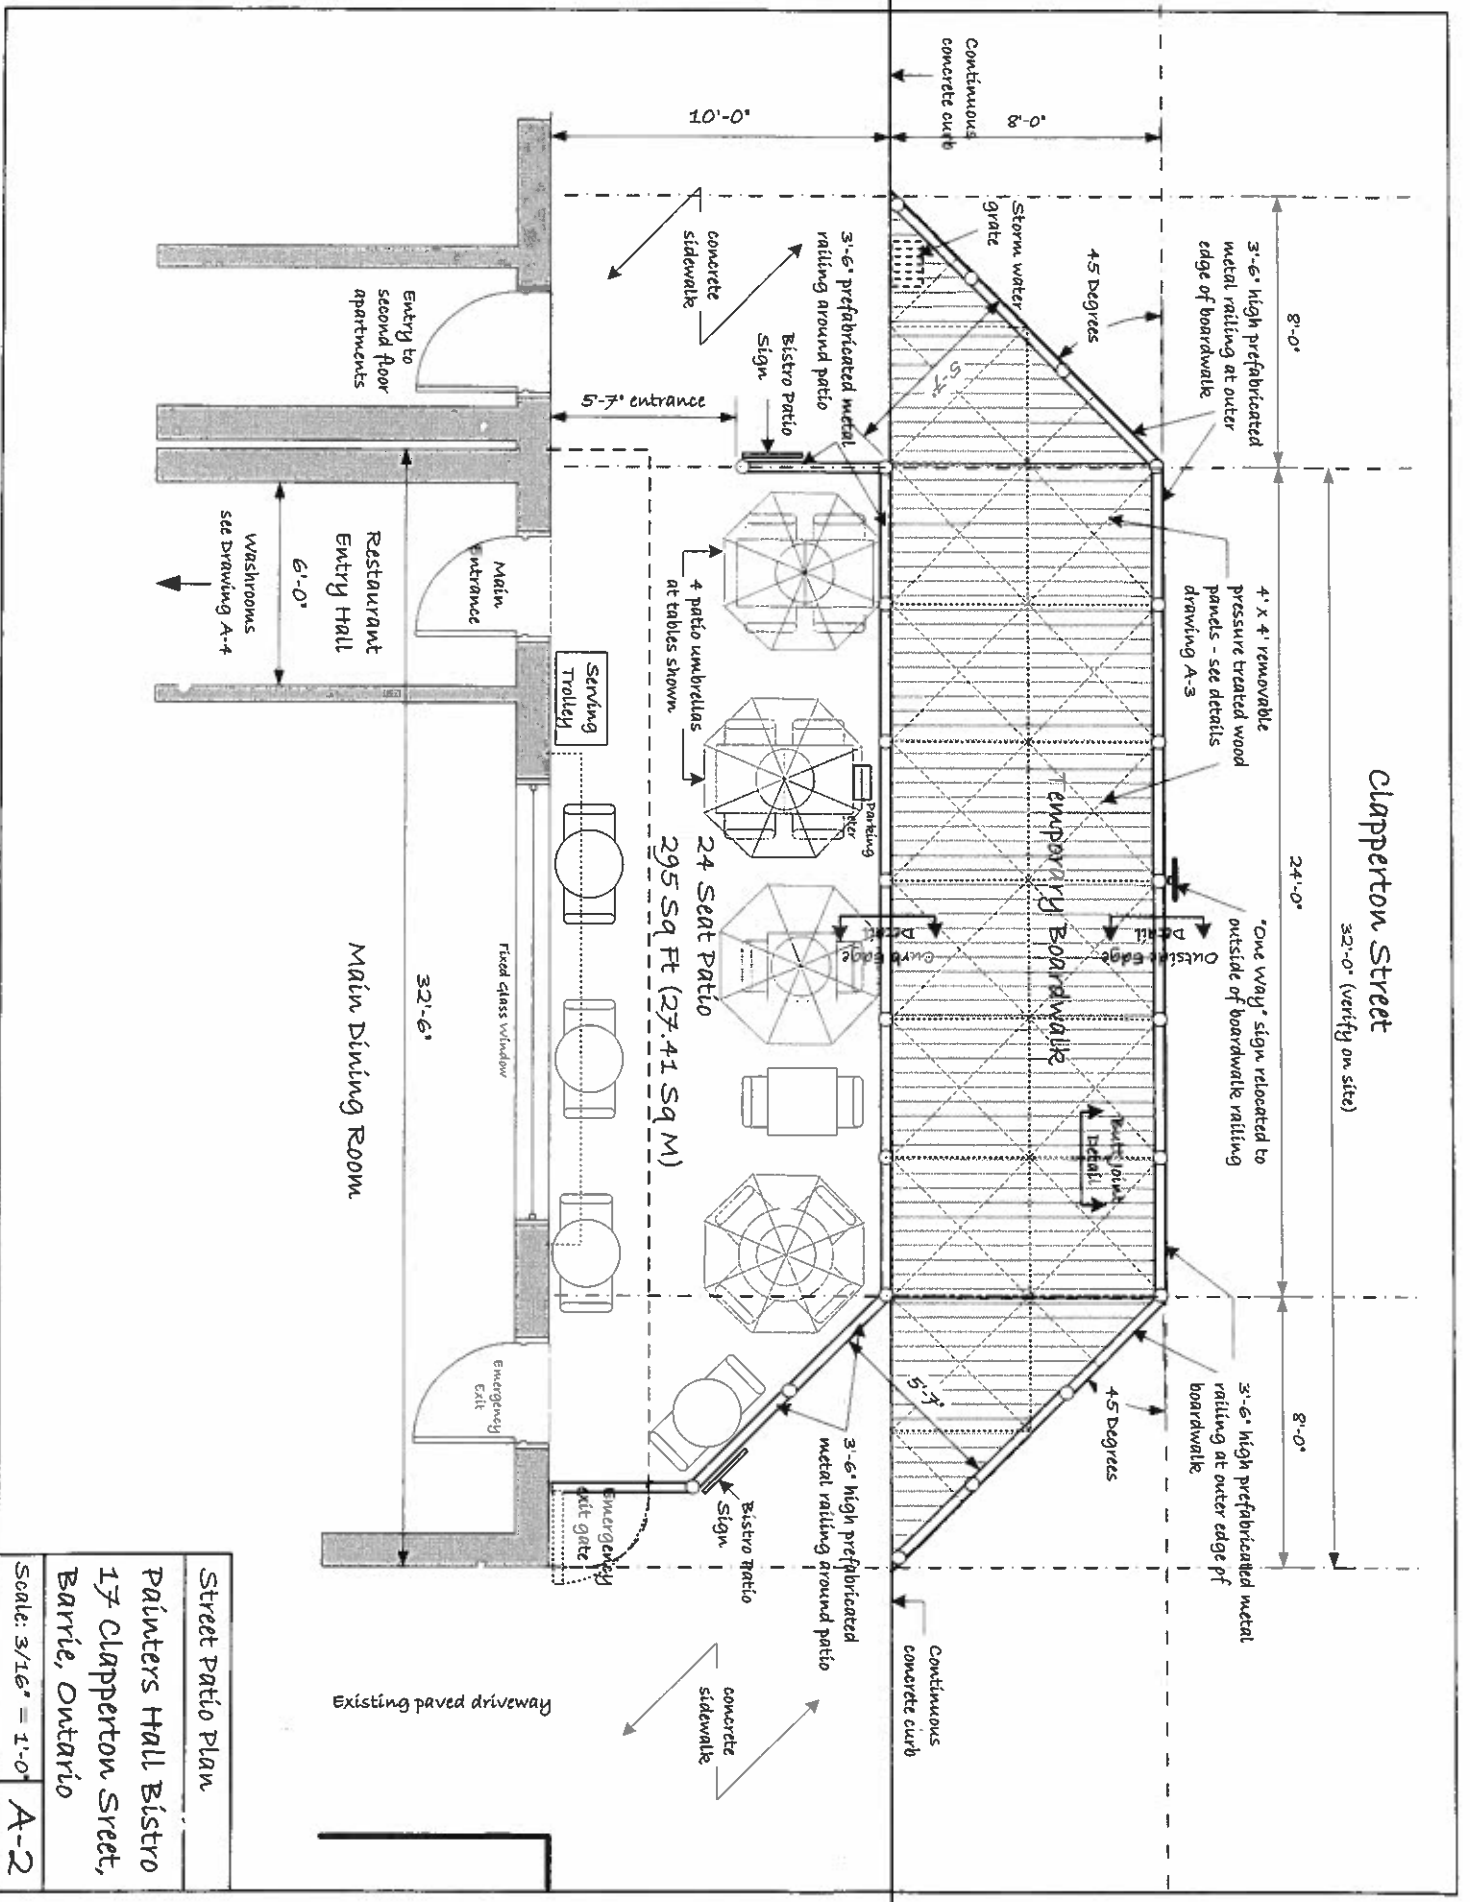 Clapperton Street
32'-0" (verify on site)
8'-0"
24'-0"
8'-0"
3'-6" high prefabricated
metal railing at outer
edge of boardwalk
4' x 4' removable
pressure treated wood
panels - see details
drawing A-3
"One Way" sign relocated to
outside of boardwalk railing
3'-6" high prefabricated metal
railing at outer edge pf
boardwalk
45 Degrees
45 Degrees
Continuous
concrete curb
8'-0"
Storm water
grate
5'-7"
Temporary Boardwalk
Outside Edge
Detail
Curb Edge
Detail
Butt Joint
Detail
5'-7"
Continuous
concrete curb
10'-0"
concrete
sidewalk
3'-6" prefabricated metal
railing around patio
Bistro Patio
Sign
5'-7" entrance
4 patio umbrellas
at tables shown
Parking
24 Seat Patio
295 Sq Ft (27.41 Sq M)
3'-6" high prefabricated
metal railing around patio
Bistro Patio
Sign
concrete
sidewalk
Serving
Trolley
Emergency
exit gate
Entry to
second floor
apartments
Main
Entrance
Fixed Glass Window
Emergency
Exit
Existing paved driveway
32'-6"
Restaurant
Entry Hall
6'-0"
Main Dining Room
Washrooms
see Drawing A-4
Street Patio Plan
Painters Hall Bistro
17 Clapperton Sreet,
Barrie, Ontario
Scale: 3/16" = 1'-0"
A-2